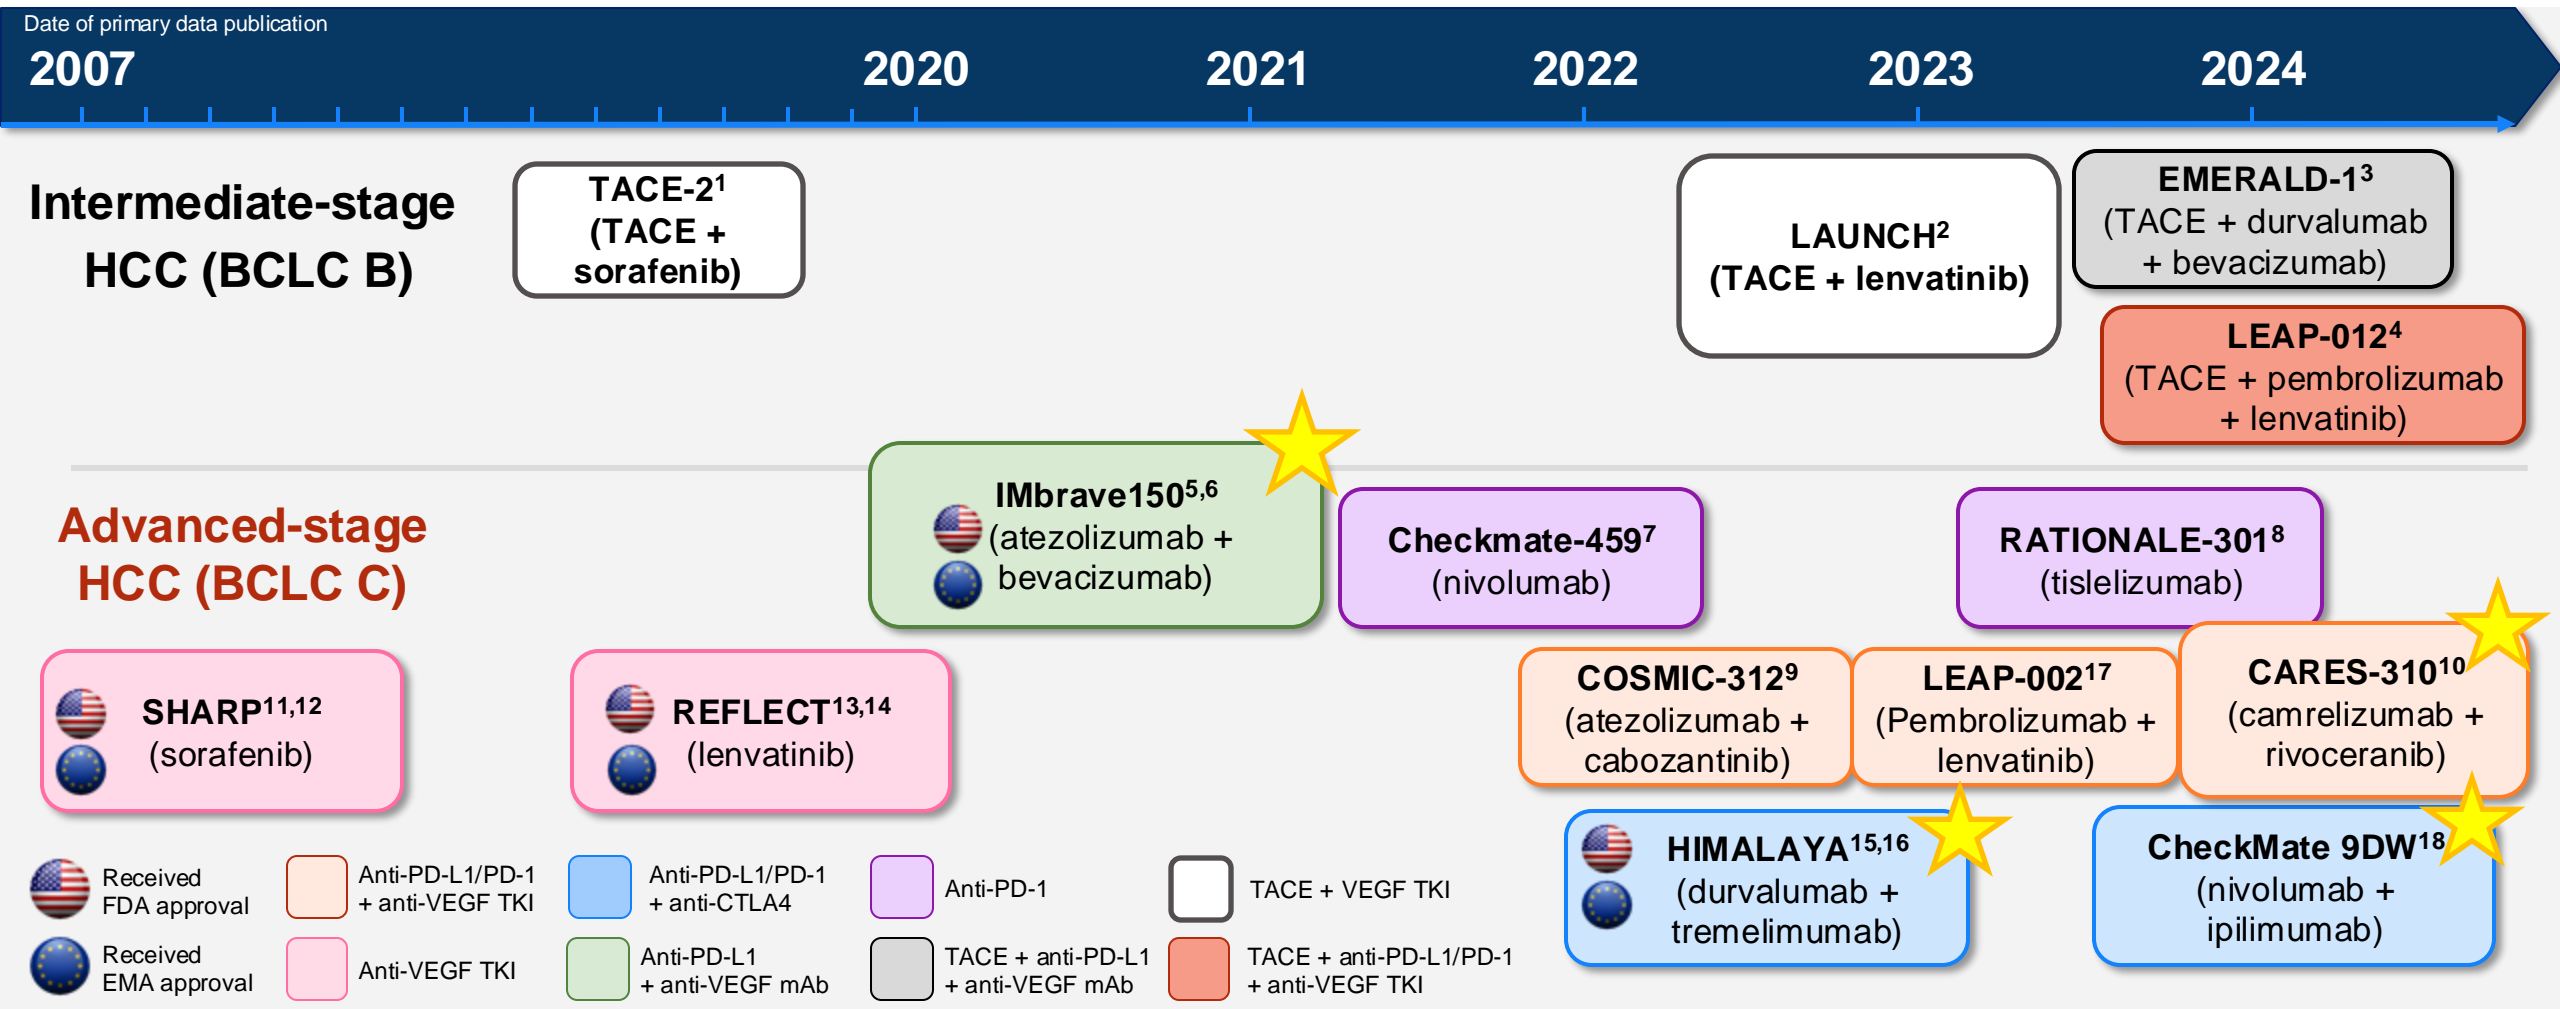 Date of primary data publication
2007 2020 2021 2022 2023 2024
Intermediate-stage
HCC (BCLC B)
TACE-2¹
(TACE +
sorafenib)
LAUNCH²
(TACE + lenvatinib)
EMERALD-1³
(TACE + durvalumab
+ bevacizumab)
LEAP-012⁴
(TACE + pembrolizumab
+ lenvatinib)
Advanced-stage
HCC (BCLC C)
IMbrave150⁵,⁶
(atezolizumab +
bevacizumab)
Checkmate-459⁷
(nivolumab)
RATIONALE-301⁸
(tislelizumab)
SHARP¹¹,¹²
(sorafenib)
REFLECT¹³,¹⁴
(lenvatinib)
COSMIC-312⁹
(atezolizumab +
cabozantinib)
LEAP-002¹⁷
(Pembrolizumab +
lenvatinib)
CARES-310¹⁰
(camrelizumab +
rivoceranib)
HIMALAYA¹⁵,¹⁶
(durvalumab +
tremelimumab)
CheckMate 9DW¹⁸
(nivolumab +
ipilimumab)
Received
FDA approval
Anti-PD-L1/PD-1
+ anti-VEGF TKI
Anti-PD-L1/PD-1
+ anti-CTLA4
Anti-PD-1
TACE + VEGF TKI
Received
EMA approval
Anti-VEGF TKI
Anti-PD-L1
+ anti-VEGF mAb
TACE + anti-PD-L1
+ anti-VEGF mAb
TACE + anti-PD-L1/PD-1
+ anti-VEGF TKI